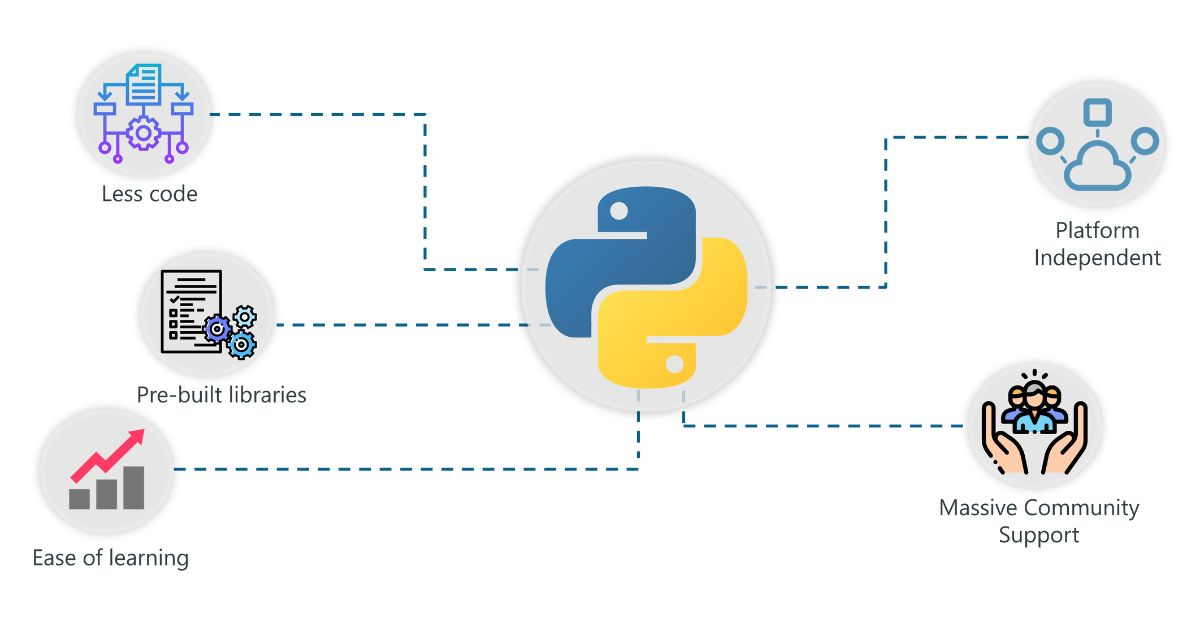 Less code
Pre-built libraries
Ease of learning
Platform
Independent
Massive Community
Support